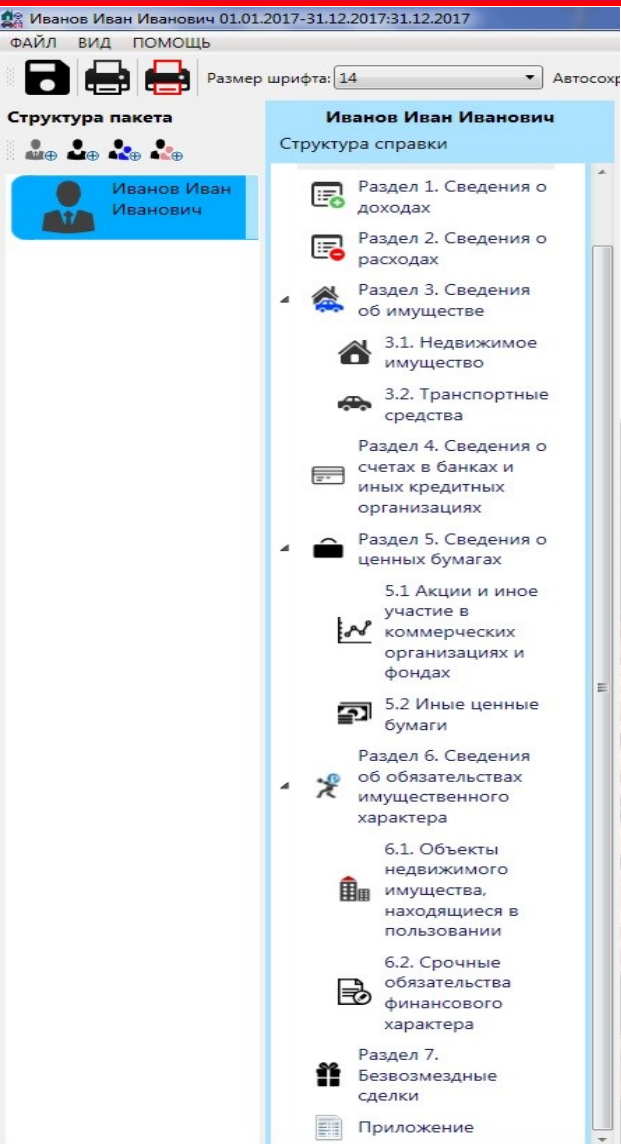 Иванов Иван Иванович 01.01.2017-31.12.2017:31.12.2017
ФАЙЛ ВИД ПОМОЩЬ
Размер шрифта: 14 Автосохр
Структура пакета
Иванов Иван
Иванович
Иванов Иван Иванович
Структура справки
Раздел 1. Сведения о
доходах
Раздел 2. Сведения о
расходах
Раздел 3. Сведения
об имуществе
3.1. Недвижимое
имущество
3.2. Транспортные
средства
Раздел 4. Сведения о
счетах в банках и
иных кредитных
организациях
Раздел 5. Сведения о
ценных бумагах
5.1 Акции и иное
участие в
коммерческих
организациях и
фондах
5.2 Иные ценные
бумаги
Раздел 6. Сведения
об обязательствах
имущественного
характера
6.1. Объекты
недвижимого
имущества,
находящиеся в
пользовании
6.2. Срочные
обязательства
финансового
характера
Раздел 7.
Безвозмездные
сделки
Приложение